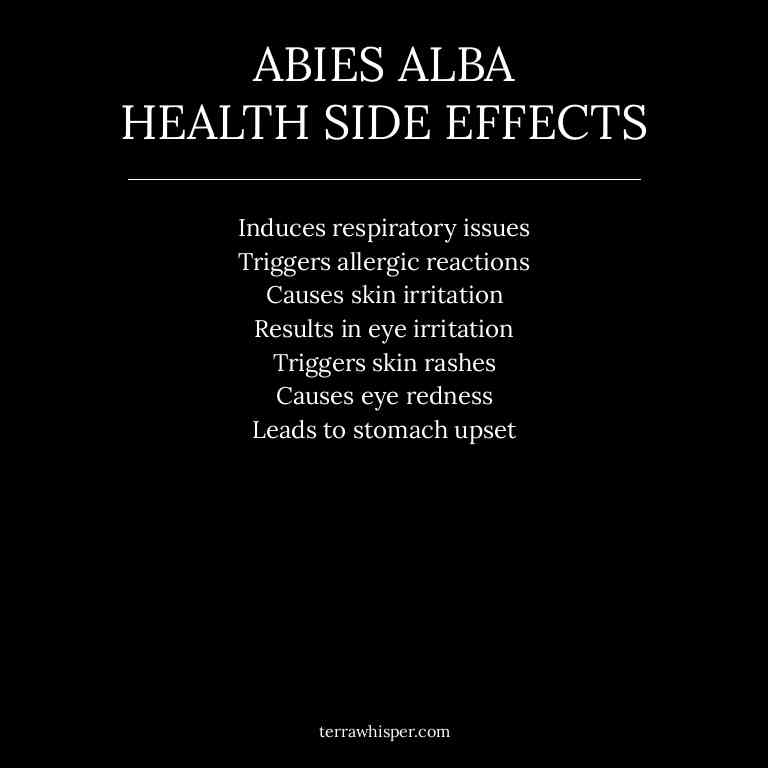 ABIES ALBA
HEALTH SIDE EFFECTS
Induces respiratory issues
Triggers allergic reactions
Causes skin irritation
Results in eye irritation
Triggers skin rashes
Causes eye redness
Leads to stomach upset
terrawhisper.com